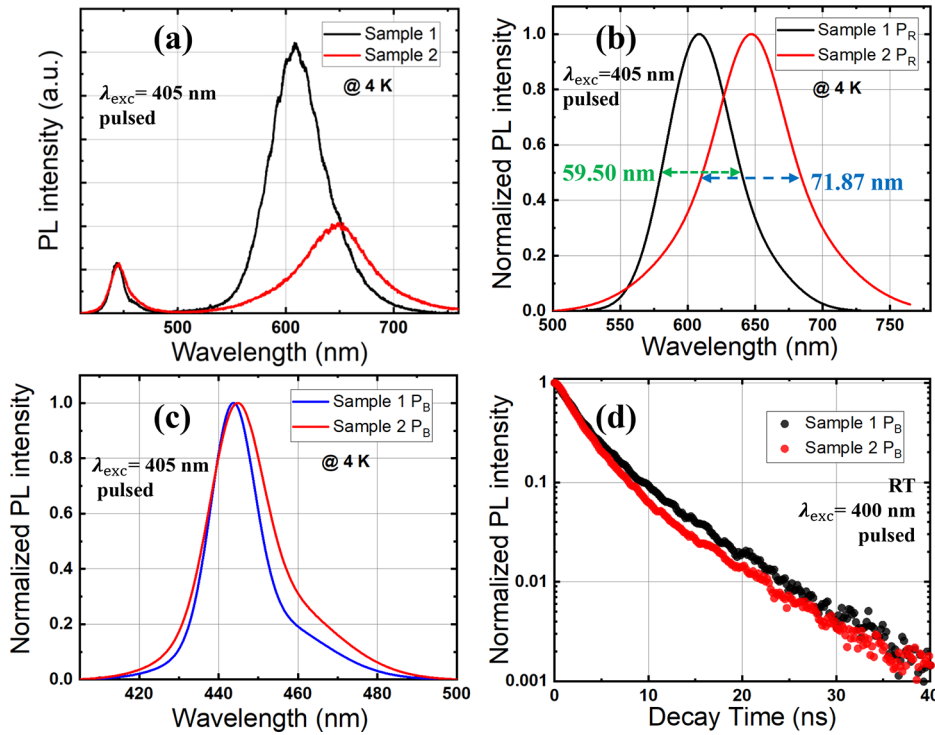 (a)
Sample 1
Sample 2
λexc= 405 nm
pulsed
@ 4 K
PL intensity (a.u.)
500
600
700
Wavelength (nm)
(b)
Sample 1 PR
Sample 2 PR
λexc=405 nm
pulsed
@ 4 K
59.50 nm
71.87 nm
Normalized PL intensity
1.0
0.8
0.6
0.4
0.2
0.0
500
550
600
650
700
750
Wavelength (nm)
(c)
Sample 1 PB
Sample 2 PB
λexc= 405 nm
pulsed
@ 4 K
Normalized PL intensity
1.0
0.8
0.6
0.4
0.2
0.0
420
440
460
480
500
Wavelength (nm)
(d)
Sample 1 PB
Sample 2 PB
RT
λexc= 400 nm
pulsed
Normalized PL intensity
1
0.1
0.01
0.001
0
10
20
30
40
Decay Time (ns)